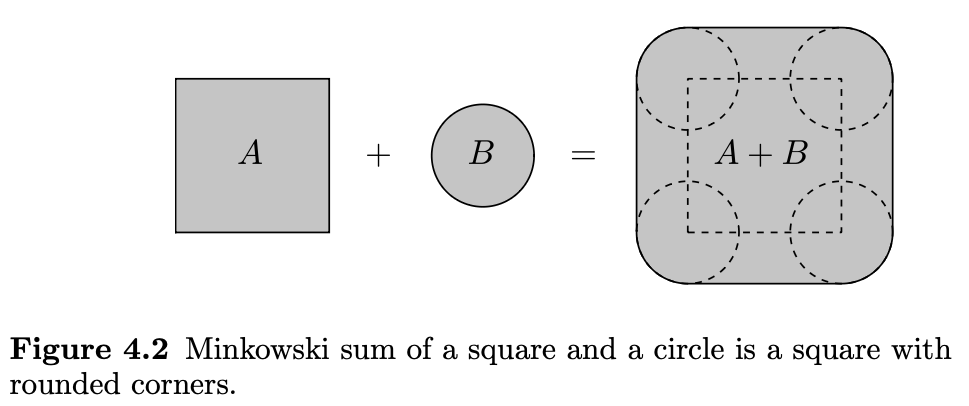 A + B = A + B
Figure 4.2 Minkowski sum of a square and a circle is a square with
rounded corners.